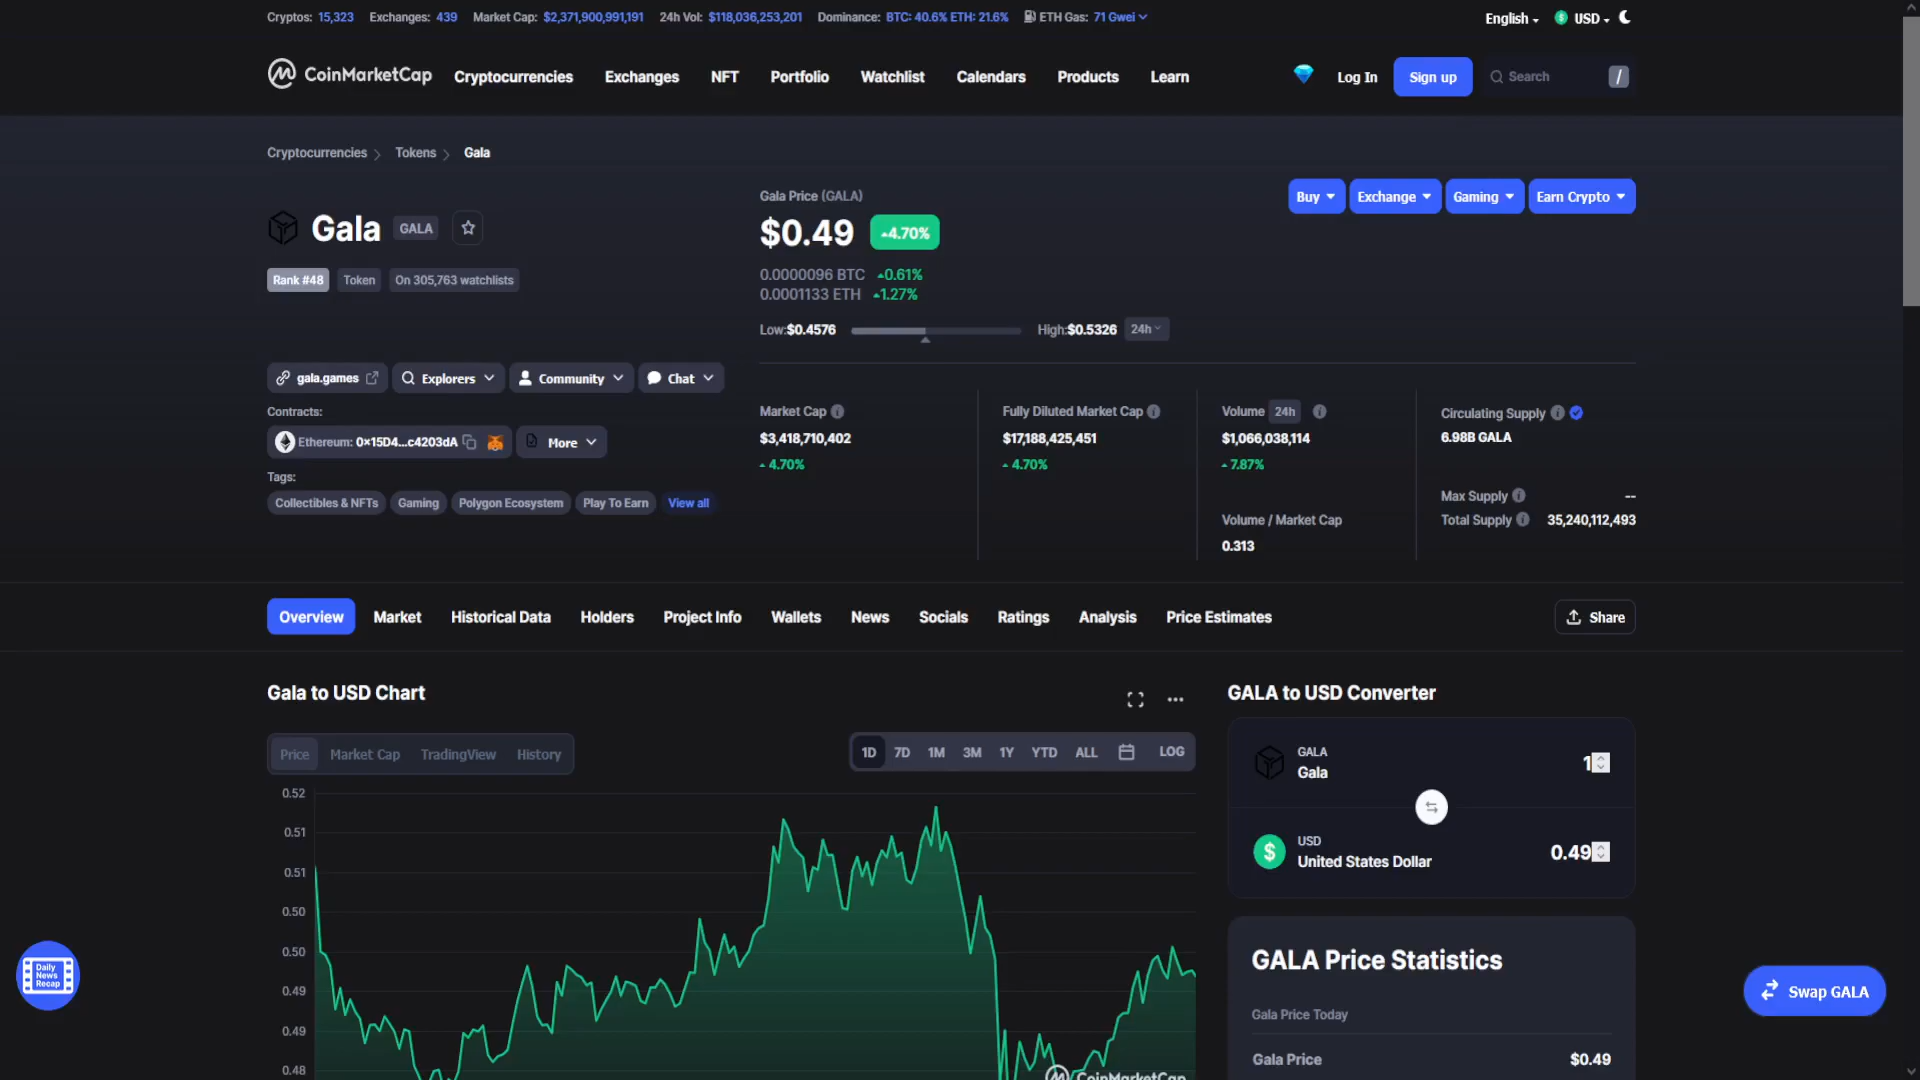 Cryptos: 15,323 Exchanges: 439 Market Cap: $2,371,900,991,191 24h Vol: $118,036,253,201 Dominance: BTC: 40.6% ETH: 21.6% ETH Gas: 71 Gwei
English USD
CoinMarketCap Cryptocurrencies Exchanges NFT Portfolio Watchlist Calendars Products Learn Log In Sign up Search /
Cryptocurrencies Tokens Gala
Gala GALA
Rank #48 Token On 305,763 watchlists
Gala Price (GALA)
$0.49 4.70%
0.0000096 BTC 0.61%
0.0001133 ETH 1.27%
Low:$0.4576 High:$0.5326 24h
Buy Exchange Gaming Earn Crypto
gala.games Explorers Community Chat
Contracts:
Ethereum: 0x15D4...c4203dA More
Tags:
Collectibles & NFTs Gaming Polygon Ecosystem Play To Earn View all
Market Cap
$3,418,710,402
4.70%
Fully Diluted Market Cap
$17,188,425,451
4.70%
Volume 24h
$1,066,038,114
7.87%
Volume / Market Cap
0.313
Circulating Supply
6.98B GALA
Max Supply --
Total Supply 35,240,112,493
Overview Market Historical Data Holders Project Info Wallets News Socials Ratings Analysis Price Estimates Share
Gala to USD Chart
Price Market Cap TradingView History 1D 7D 1M 3M 1Y YTD ALL LOG
0.52
0.51
0.51
0.50
0.50
0.49
0.49
0.48
CoinMarketCap
GALA to USD Converter
GALA
Gala 1
USD
United States Dollar 0.49
GALA Price Statistics
Gala Price Today
Gala Price $0.49
Daily
News
Recap
Swap GALA